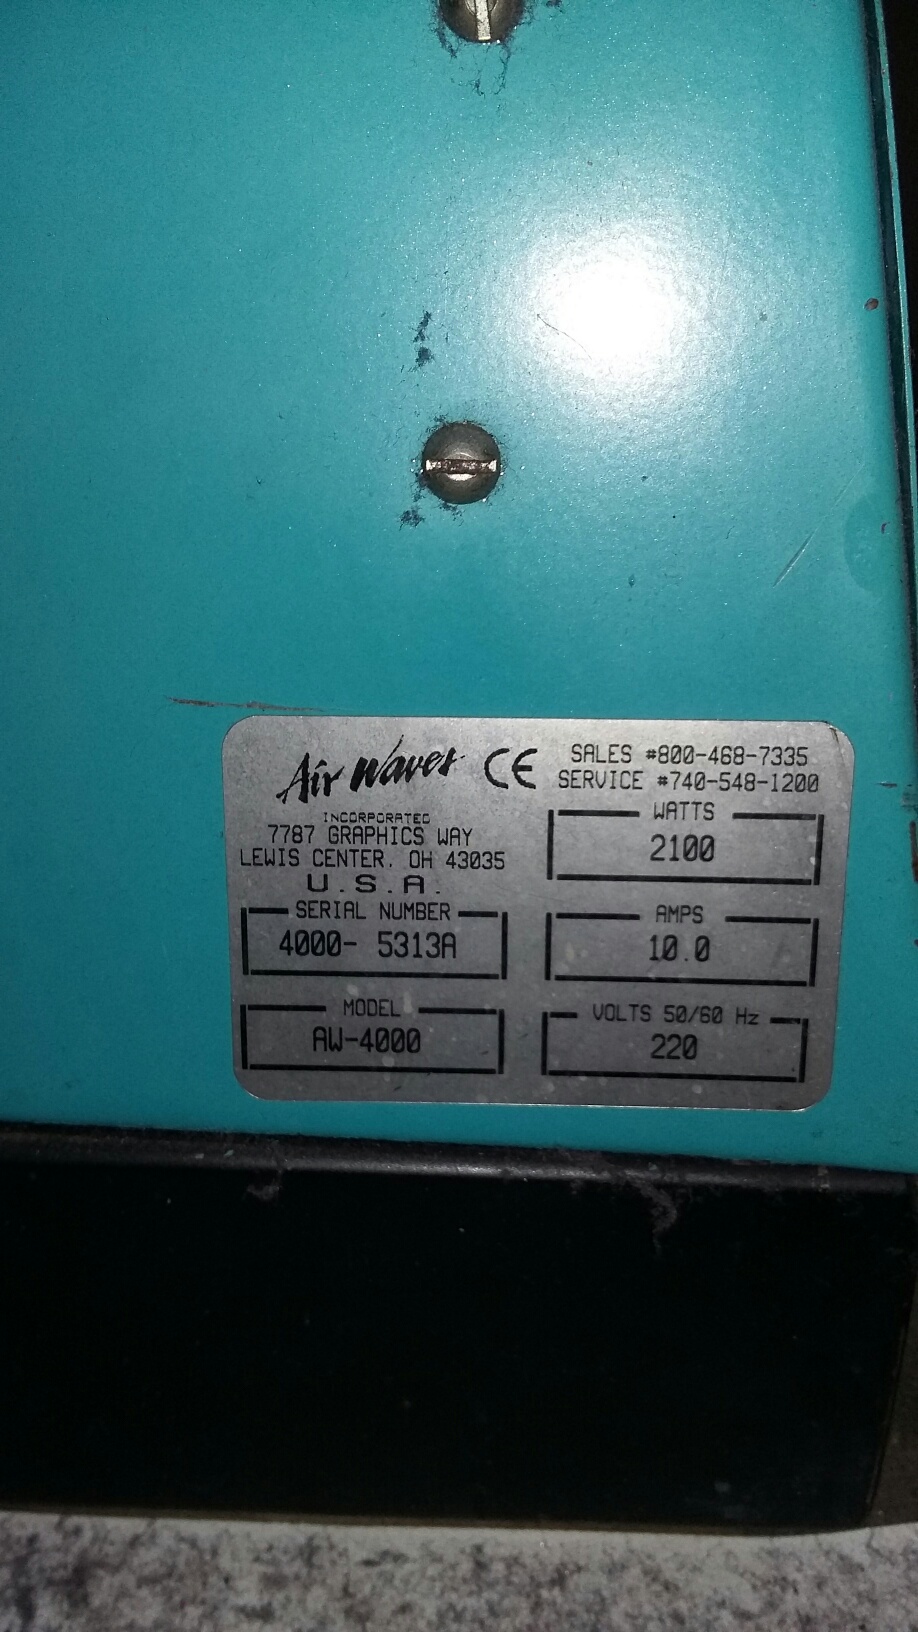 Air Waves CE
INCORPORATED
7787 GRAPHICS WAY
LEWIS CENTER, OH 43035
U.S.A.
SERIAL NUMBER
4000- 5313A
MODEL
AW-4000
SALES #800-468-7335
SERVICE #740-548-1200
WATTS
2100
AMPS
10.0
VOLTS 50/60 Hz
220